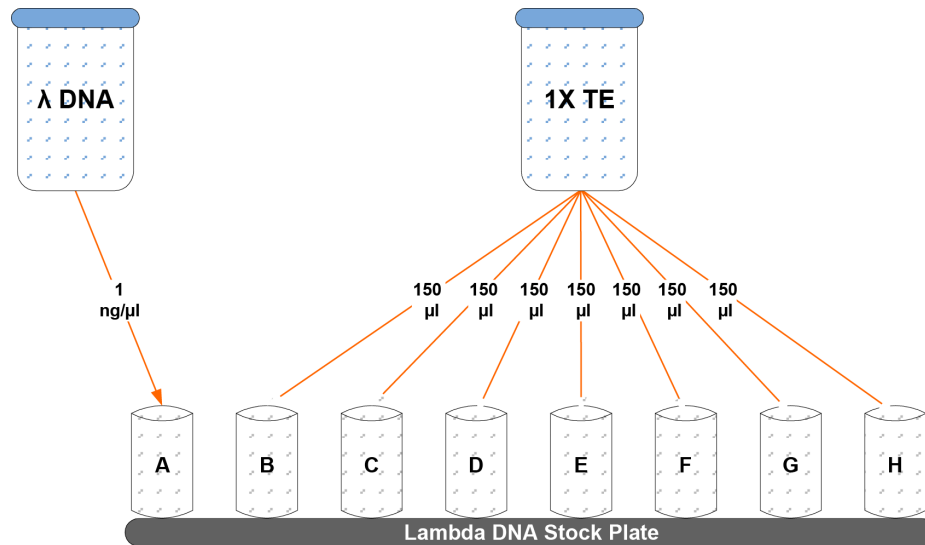 λ DNA
1X TE
1
ng/µl
150
µl
150
µl
150
µl
150
µl
150
µl
150
µl
150
µl
A
B
C
D
E
F
G
H
Lambda DNA Stock Plate